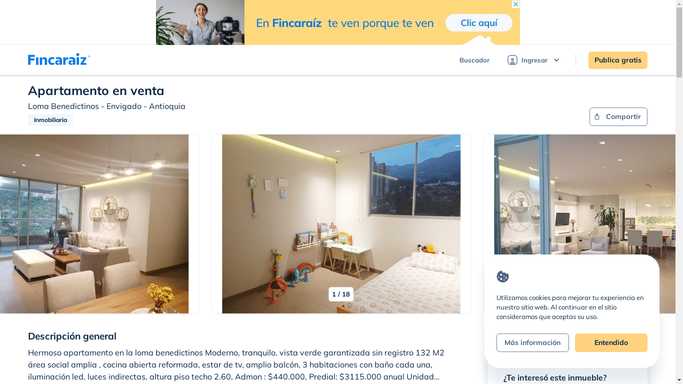 En Fincaraíz te ven porque te ven
Clic aquí
Fincaraíz
Buscador
Ingresar
Publica gratis
Apartamento en venta
Loma Benedictinos - Envigado - Antioquia
Inmobiliaria
Compartir
1 / 18
Utilizamos cookies para mejorar tu experiencia en
nuestro sitio web. Al continuar en el sitio
consideramos que aceptas su uso.
Más información
Entendido
Descripción general
Hermoso apartamento en la loma benedictinos Moderno, tranquilo, vista verde garantizada sin registro 132 M2
área social amplia , cocina abierta reformada, estar de tv, amplio balcón, 3 habitaciones con baño cada una,
iluminación led, luces indirectas, altura piso techo 2.60, Admon : $440.000, Predial: $3115.000 anual Unidad...
¿Te interesó este inmueble?